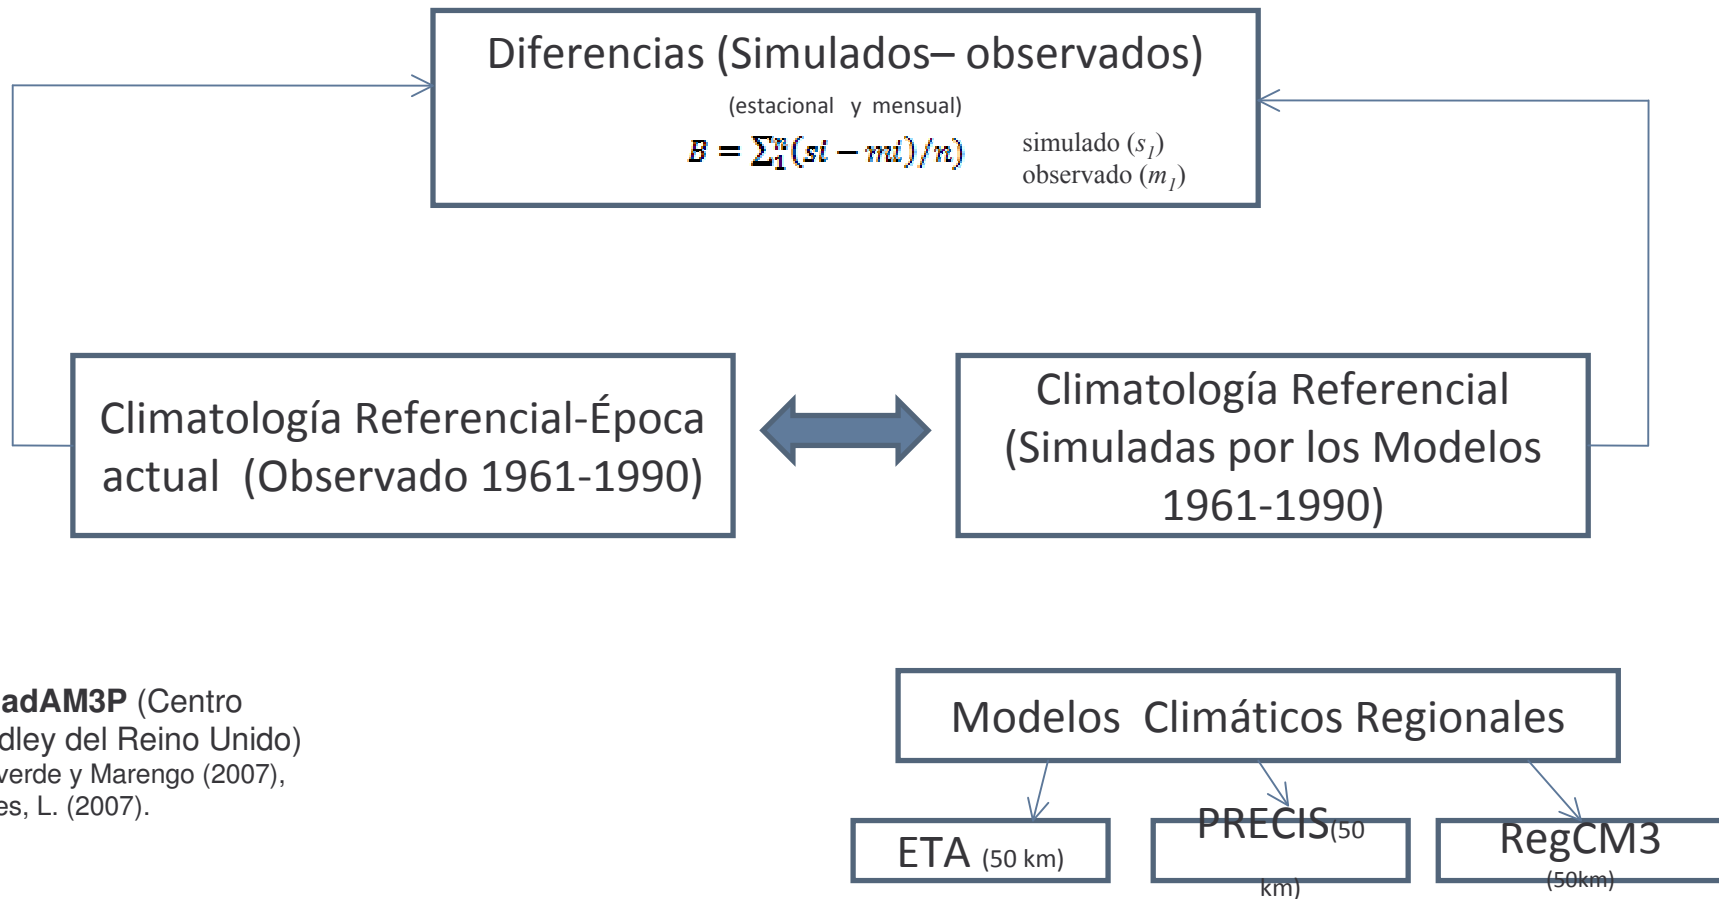 Diferencias (Simulados– observados)
(estacional y mensual)
B = ∑₁ⁿ(si − mi)/n)
simulado (s₁)
observado (m₁)
Climatología Referencial-Época
actual (Observado 1961-1990)
Climatología Referencial
(Simuladas por los Modelos
1961-1990)
adAM3P (Centro
dley del Reino Unido)
verde y Marengo (2007),
es, L. (2007).
Modelos Climáticos Regionales
ETA (50 km)
PRECIS(50
km)
RegCM3
(50km)